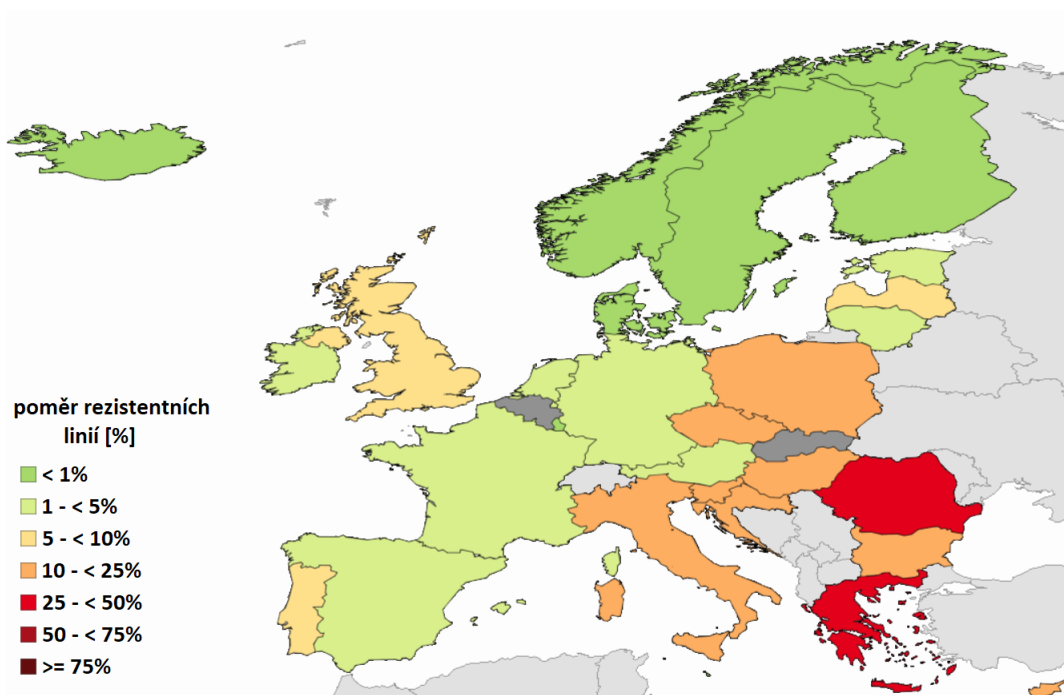 poměr rezistentních
linií [%]
< 1%
1 - < 5%
5 - < 10%
10 - < 25%
25 - < 50%
50 - < 75%
>= 75%